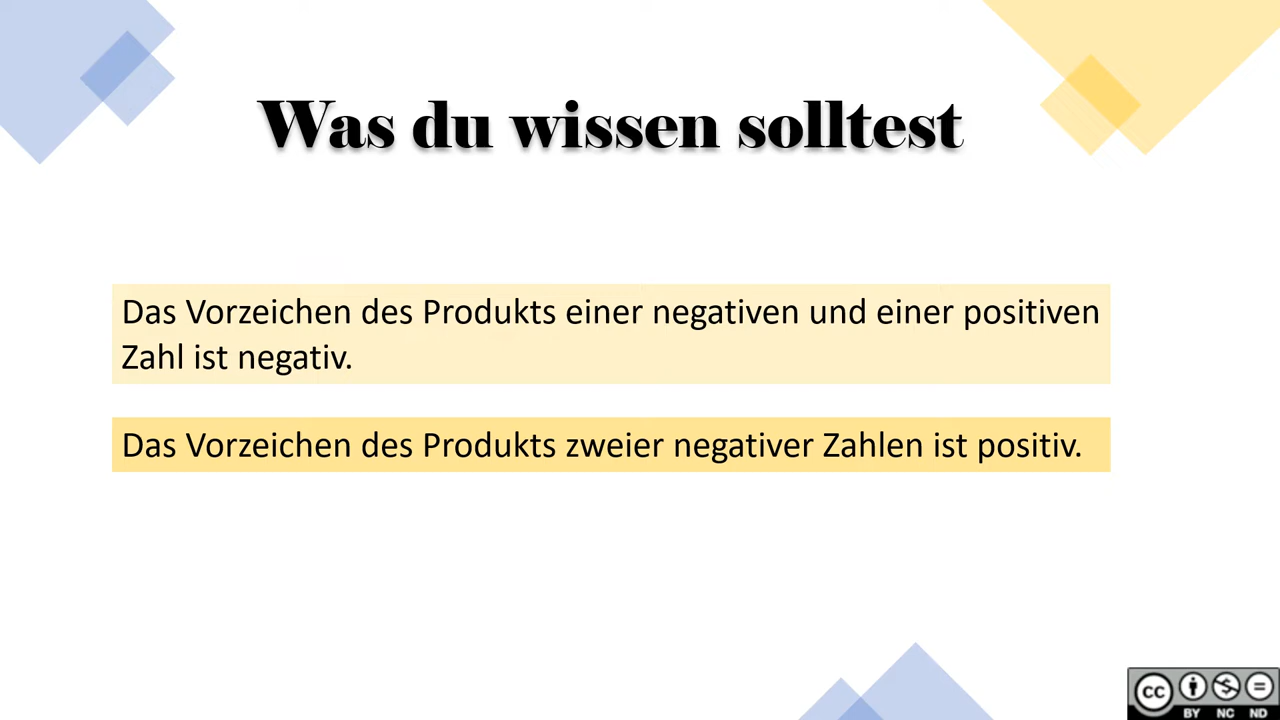 Was du wissen solltest
Das Vorzeichen des Produkts einer negativen und einer positiven
Zahl ist negativ.
Das Vorzeichen des Produkts zweier negativer Zahlen ist positiv.
CC
BY NC ND